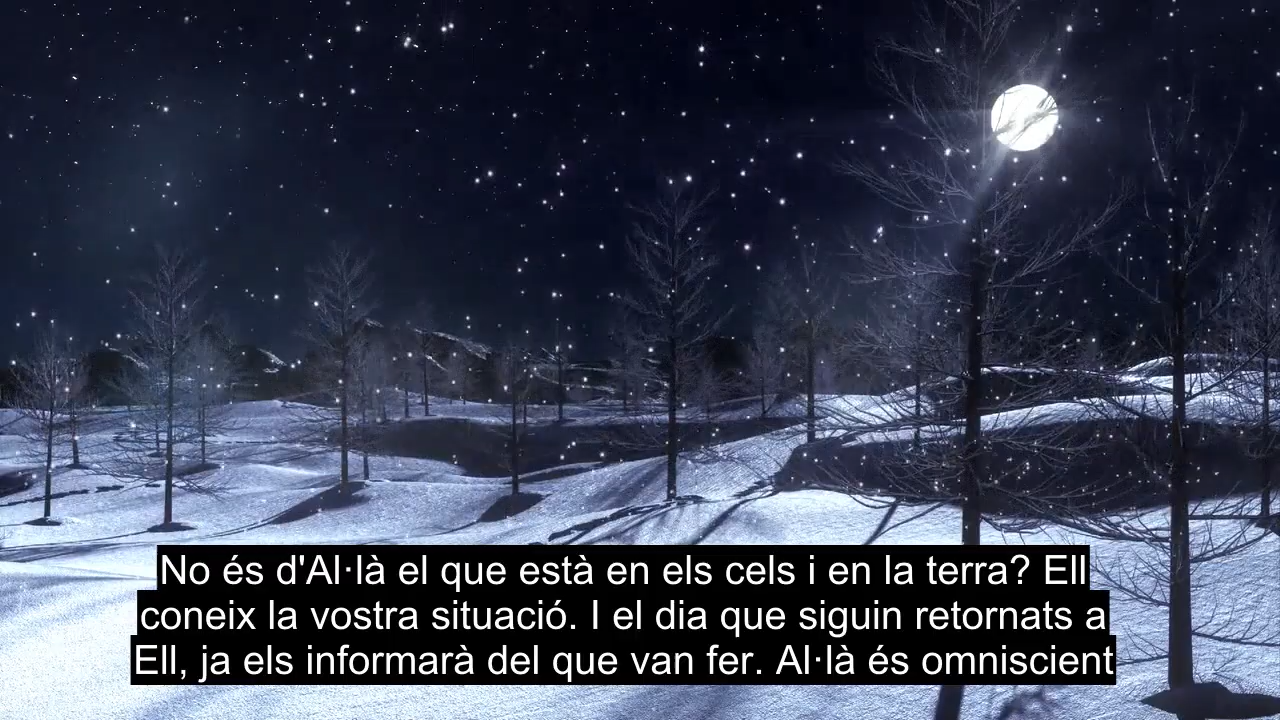 No és d'Al·là el que està en els cels i en la terra? Ell
coneix la vostra situació. I el dia que siguin retornats a
Ell, ja els informarà del que van fer. Al·là és omniscient